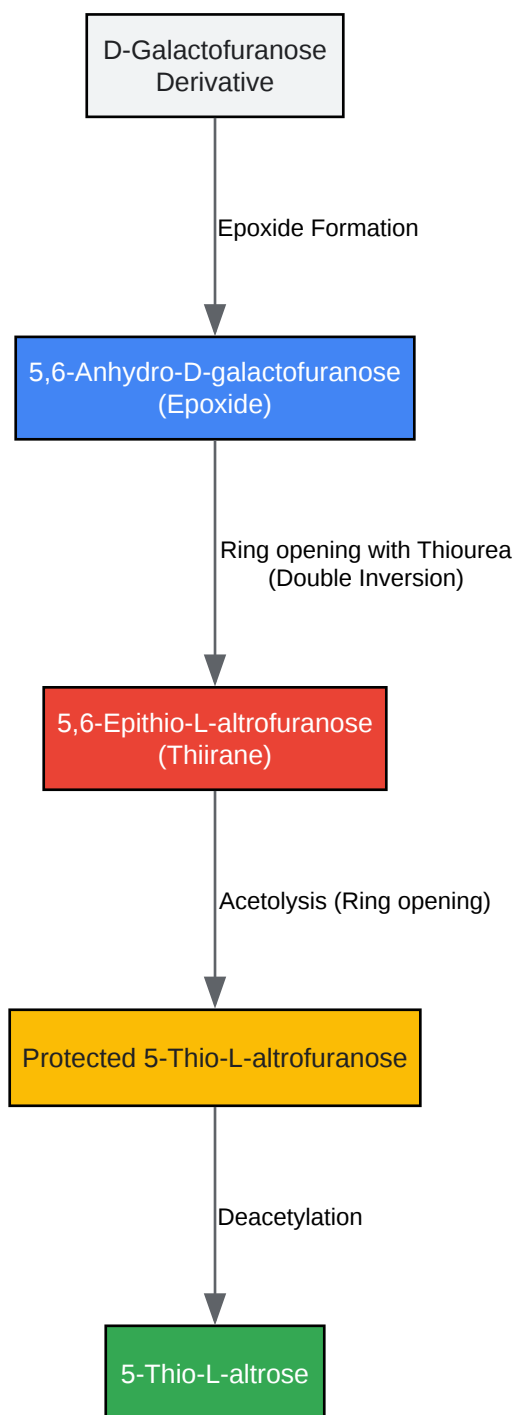 D-Galactofuranose
Derivative
Epoxide Formation
5,6-Anhydro-D-galactofuranose
(Epoxide)
Ring opening with Thiourea
(Double Inversion)
5,6-Epithio-L-altrofuranose
(Thiirane)
Acetolysis (Ring opening)
Protected 5-Thio-L-altrofuranose
Deacetylation
5-Thio-L-altrose